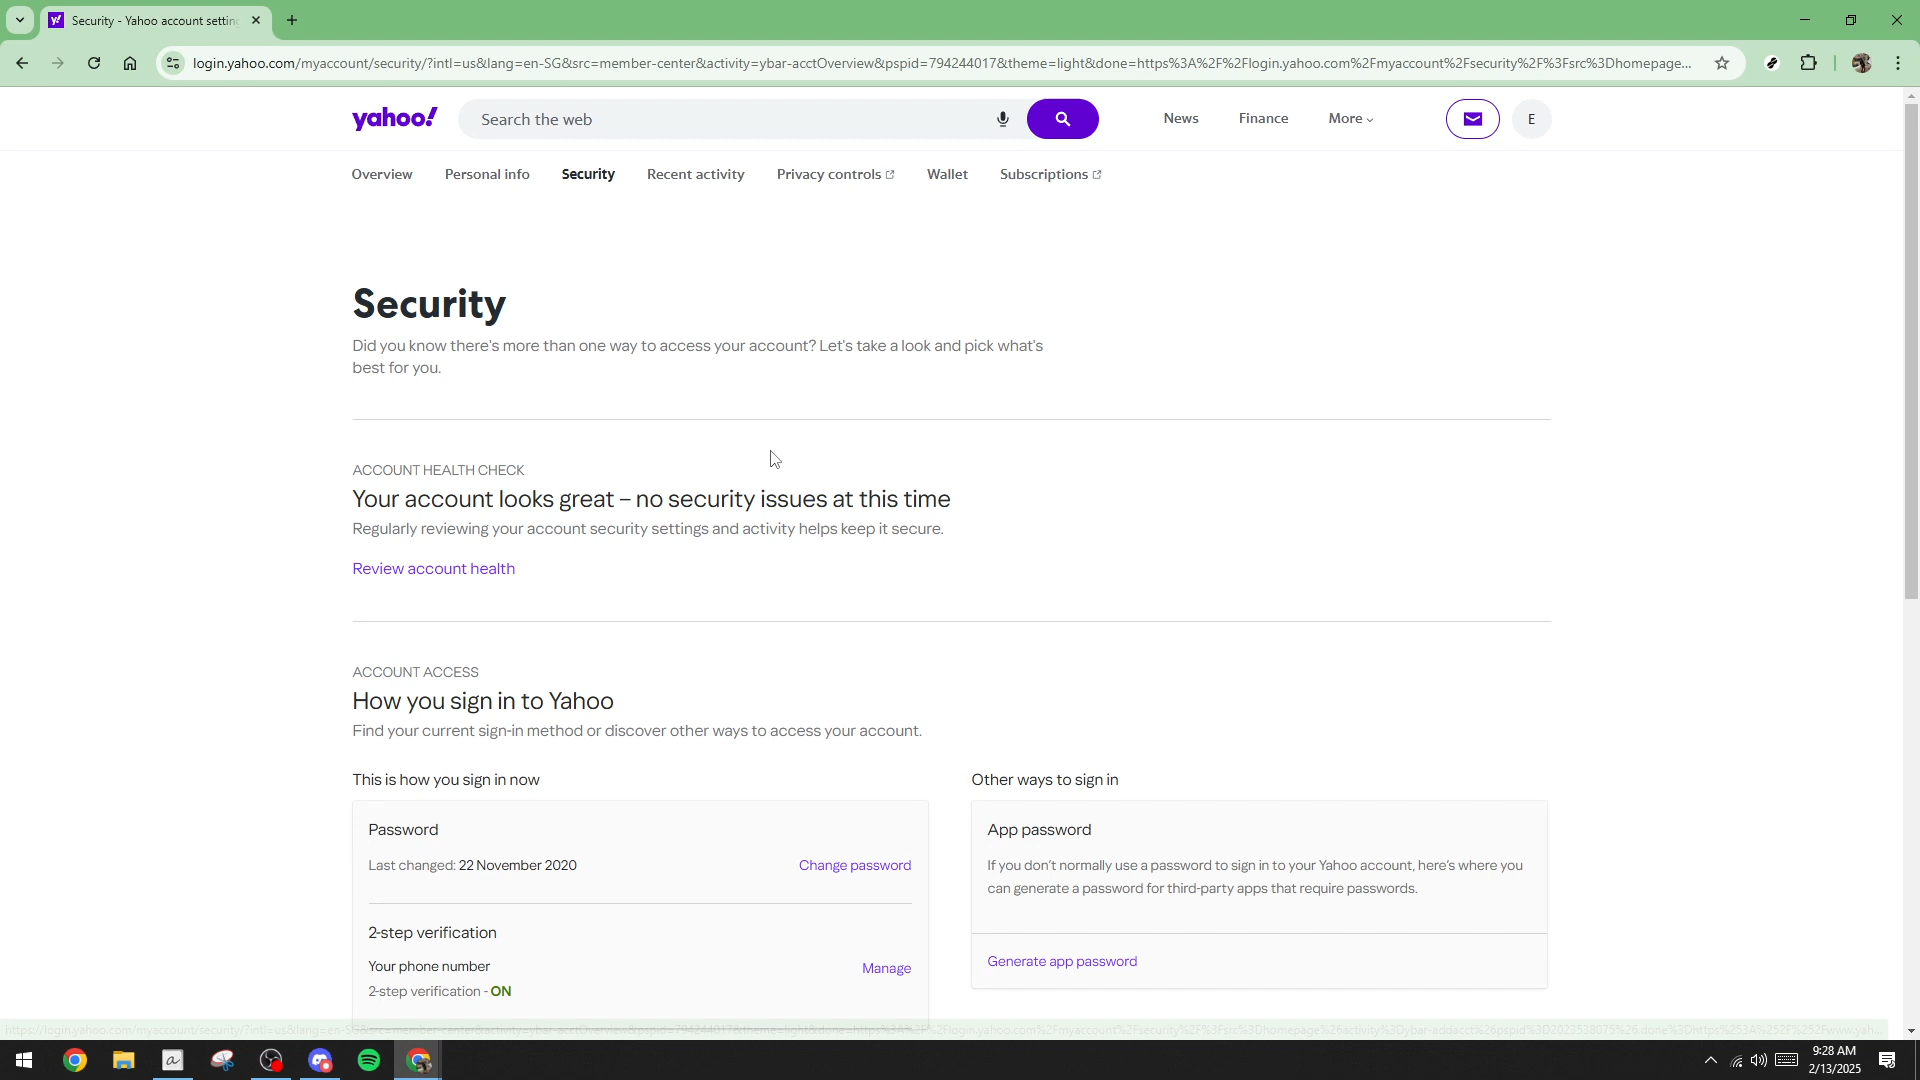 Security - Yahoo account settin
login.yahoo.com/myaccount/security/?intl=us&lang=en-SG&src=member-center&activity=ybar-acctOverview&pspid=794244017&theme=light&done=https%3A%2F%2Flogin.yahoo.com%2Fmyaccount%2Fsecurity%2F%3Fsrc%3Dhomepage...
yahoo!
Search the web
News
Finance
More
E
Overview
Personal info
Security
Recent activity
Privacy controls
Wallet
Subscriptions
Security
Did you know there's more than one way to access your account? Let's take a look and pick what's
best for you.
ACCOUNT HEALTH CHECK
Your account looks great – no security issues at this time
Regularly reviewing your account security settings and activity helps keep it secure.
Review account health
ACCOUNT ACCESS
How you sign in to Yahoo
Find your current sign-in method or discover other ways to access your account.
This is how you sign in now
Other ways to sign in
Password
Last changed: 22 November 2020
Change password
App password
If you don't normally use a password to sign in to your Yahoo account, here's where you
can generate a password for third-party apps that require passwords.
2-step verification
Your phone number
Manage
2-step verification - ON
Generate app password
9:28 AM
2/13/2025